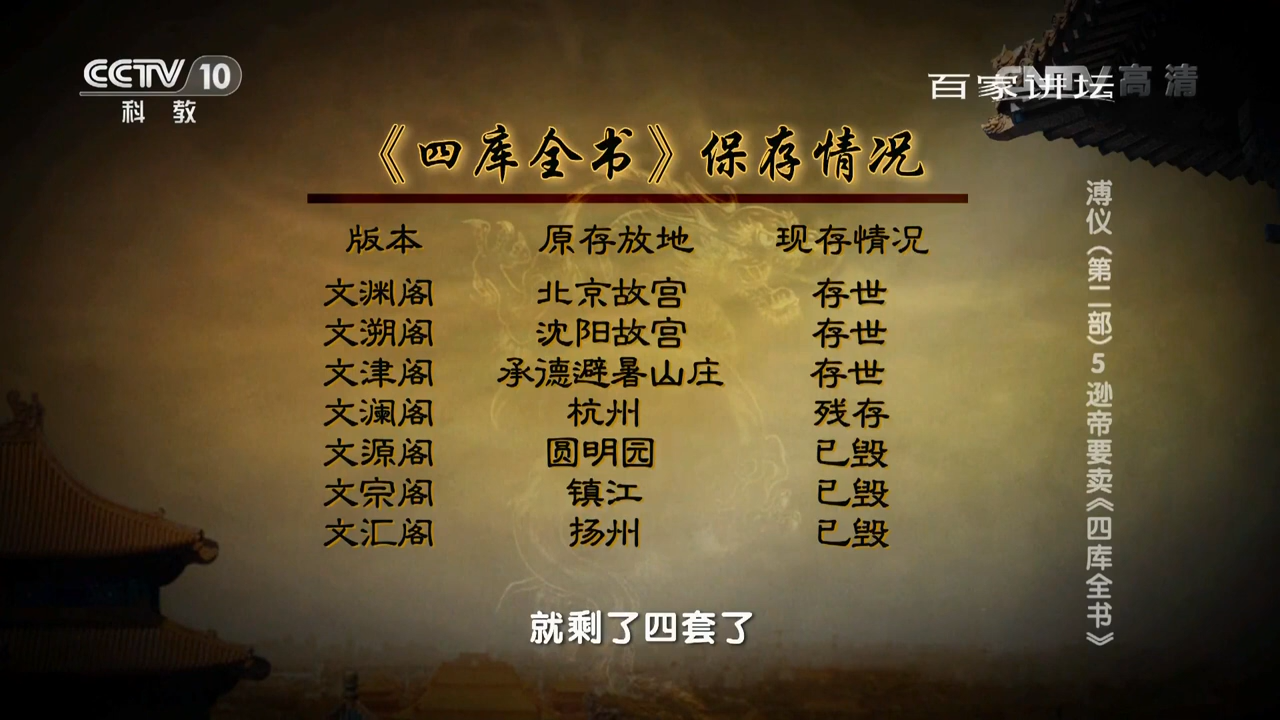 CCTV 10
科教
百家讲坛
CNTV高清
《四库全书》保存情况
版本 原存放地 现存情况
文渊阁 北京故宫 存世
文溯阁 沈阳故宫 存世
文津阁 承德避暑山庄 存世
文澜阁 杭州 残存
文源阁 圆明园 已毁
文宗阁 镇江 已毁
文汇阁 扬州 已毁
溥仪（第二部）5 逊帝要卖《四库全书》
就剩了四套了